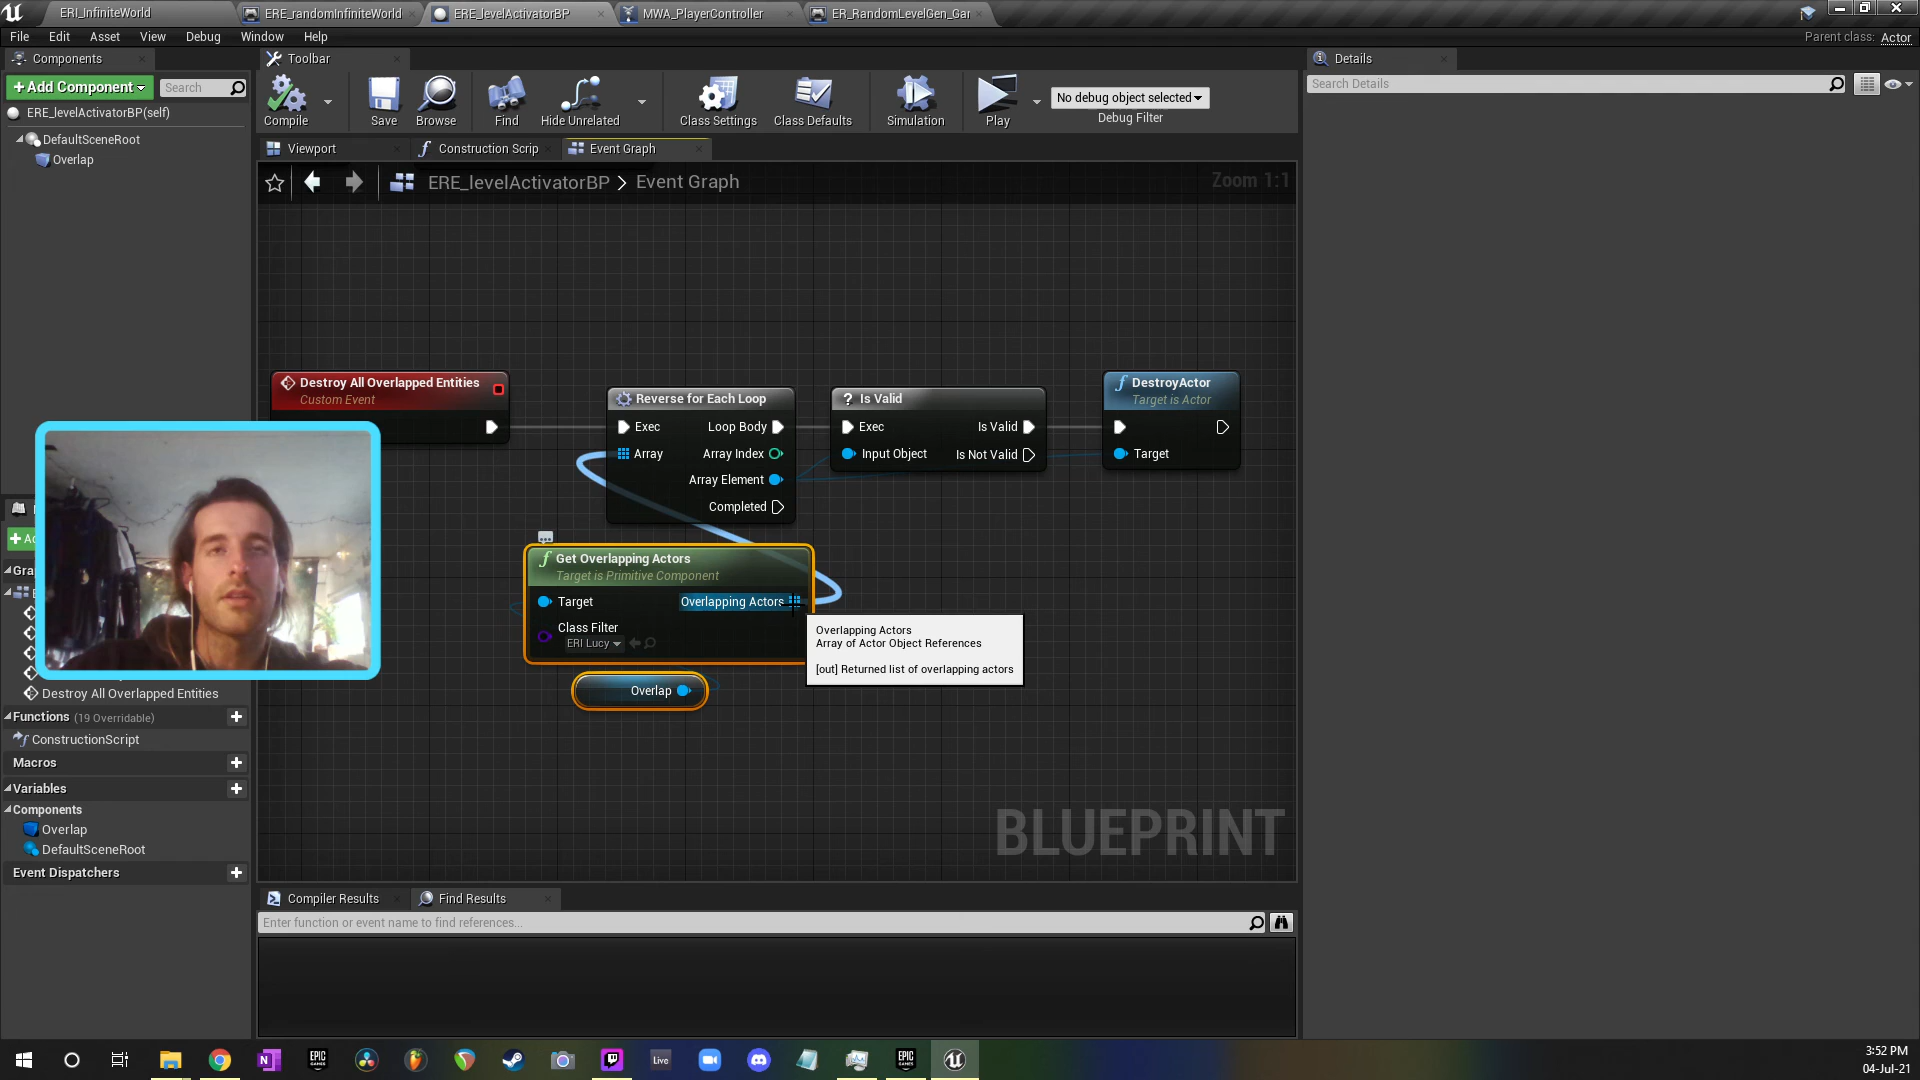 ERI_InfiniteWorld
ERE_randomInfiniteWorld
ERE_levelActivatorBP
MWA_PlayerController
ER_RandomLevelGen_Gar
File
Edit
Asset
View
Debug
Window
Help
Parent class: Actor
Components
Toolbar
Details
+Add Component
Search
Search Details
ERE_levelActivatorBP(self)
DefaultSceneRoot
Overlap
Compile
Save
Browse
Find
Hide Unrelated
Class Settings
Class Defaults
Simulation
Play
No debug object selected
Debug Filter
Viewport
Construction Scrip
Event Graph
ERE_levelActivatorBP > Event Graph
Zoom 1:1
Destroy All Overlapped Entities
Custom Event
Reverse for Each Loop
Exec
Loop Body
Array
Array Index
Array Element
Completed
Is Valid
Exec
Is Valid
Input Object
Is Not Valid
DestroyActor
Target is Actor
Target
Get Overlapping Actors
Target is Primitive Component
Target
Overlapping Actors
Class Filter
ERI Lucy
Overlap
Overlapping Actors
Array of Actor Object References
[out] Returned list of overlapping actors
BLUEPRINT
Destroy All Overlapped Entities
Functions (19 Overridable)
ConstructionScript
Macros
Variables
Components
Overlap
DefaultSceneRoot
Event Dispatchers
Compiler Results
Find Results
Enter function or event name to find references...
EPIC GAMES
Live
EPIC GAMES
3:52 PM
04-Jul-21